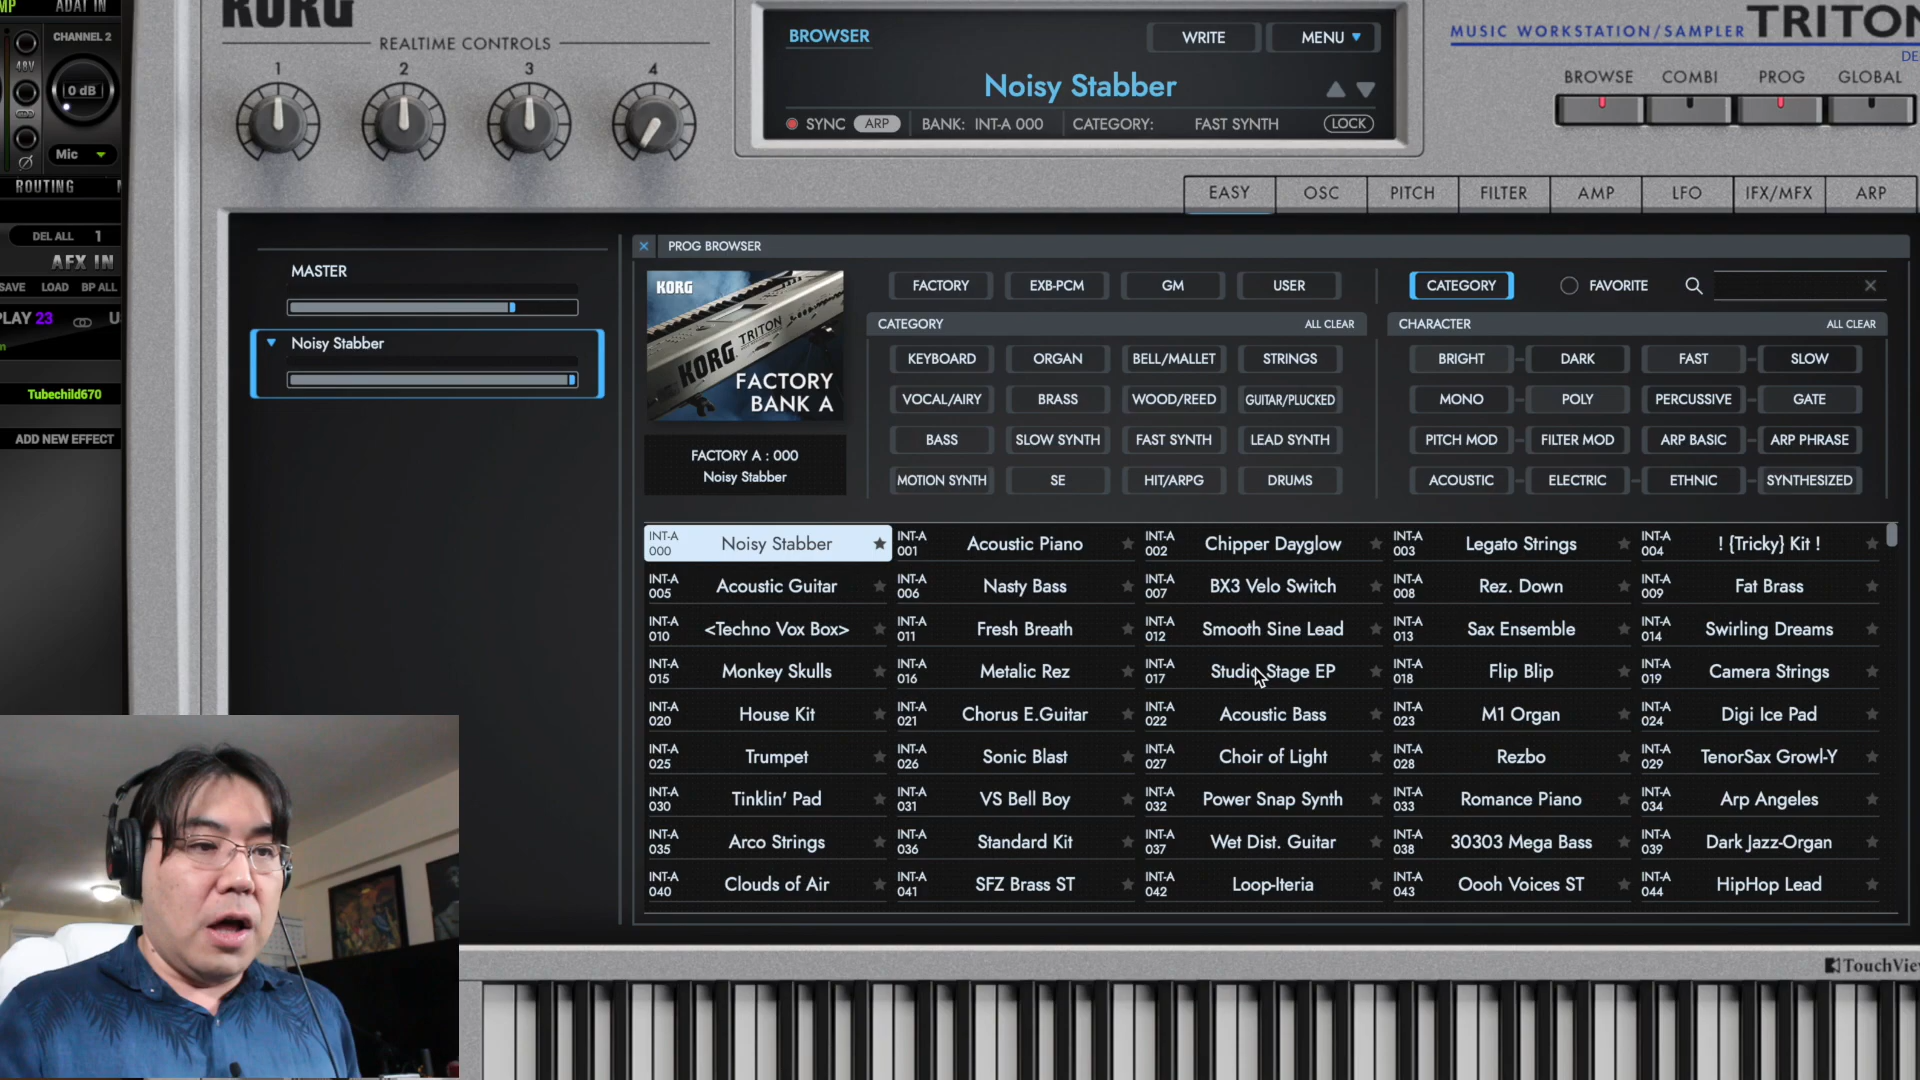 MP ADAT IN
CHANNEL 2
48V
0 dB
Mic
ROUTING
DEL ALL 1
AFX IN
SAVE LOAD BP ALL
PLAY 23
Tubechild670
ADD NEW EFFECT
KORG
REALTIME CONTROLS
1 2 3 4
BROWSER WRITE MENU
Noisy Stabber
SYNC ARP BANK: INT-A 000 CATEGORY: FAST SYNTH LOCK
MUSIC WORKSTATION/SAMPLER TRITON
BROWSE COMBI PROG GLOBAL
EASY OSC PITCH FILTER AMP LFO IFX/MFX ARP
MASTER
Noisy Stabber
× PROG BROWSER
KORG
KORG TRITON
FACTORY
BANK A
FACTORY A : 000
Noisy Stabber
FACTORY EXB-PCM GM USER CATEGORY FAVORITE
CATEGORY ALL CLEAR CHARACTER ALL CLEAR
KEYBOARD ORGAN BELL/MALLET STRINGS BRIGHT DARK FAST SLOW
VOCAL/AIRY BRASS WOOD/REED GUITAR/PLUCKED MONO POLY PERCUSSIVE GATE
BASS SLOW SYNTH FAST SYNTH LEAD SYNTH PITCH MOD FILTER MOD ARP BASIC ARP PHRASE
MOTION SYNTH SE HIT/ARPG DRUMS ACOUSTIC ELECTRIC ETHNIC SYNTHESIZED
INT-A 000 Noisy Stabber INT-A 001 Acoustic Piano INT-A 002 Chipper Dayglow INT-A 003 Legato Strings INT-A 004 ! {Tricky} Kit !
INT-A 005 Acoustic Guitar INT-A 006 Nasty Bass INT-A 007 BX3 Velo Switch INT-A 008 Rez. Down INT-A 009 Fat Brass
INT-A 010 <Techno Vox Box> INT-A 011 Fresh Breath INT-A 012 Smooth Sine Lead INT-A 013 Sax Ensemble INT-A 014 Swirling Dreams
INT-A 015 Monkey Skulls INT-A 016 Metalic Rez INT-A 017 Studio Stage EP INT-A 018 Flip Blip INT-A 019 Camera Strings
INT-A 020 House Kit INT-A 021 Chorus E.Guitar INT-A 022 Acoustic Bass INT-A 023 M1 Organ INT-A 024 Digi Ice Pad
INT-A 025 Trumpet INT-A 026 Sonic Blast INT-A 027 Choir of Light INT-A 028 Rezbo INT-A 029 TenorSax Growl-Y
INT-A 030 Tinklin' Pad INT-A 031 VS Bell Boy INT-A 032 Power Snap Synth INT-A 033 Romance Piano INT-A 034 Arp Angeles
INT-A 035 Arco Strings INT-A 036 Standard Kit INT-A 037 Wet Dist. Guitar INT-A 038 30303 Mega Bass INT-A 039 Dark Jazz-Organ
INT-A 040 Clouds of Air INT-A 041 SFZ Brass ST INT-A 042 Loop-Iteria INT-A 043 Oooh Voices ST INT-A 044 HipHop Lead
TouchView